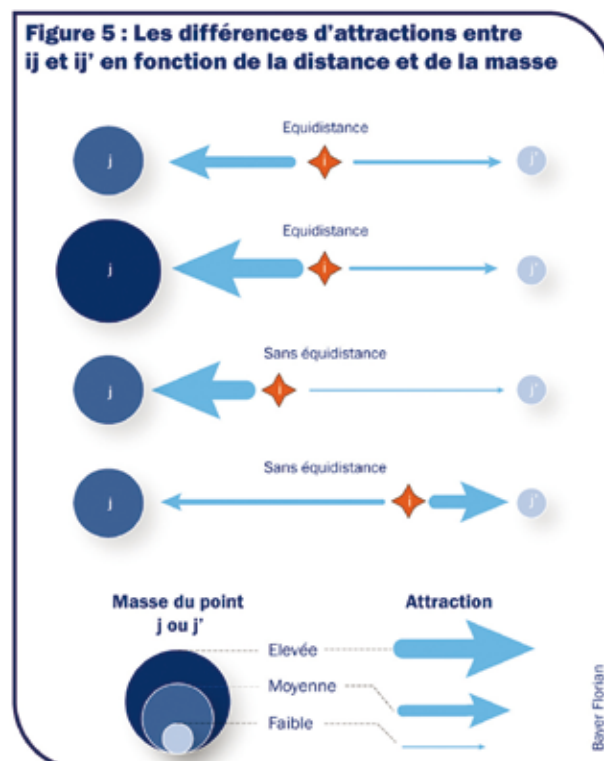 Figure 5 : Les différences d'attractions entre
ij et ij' en fonction de la distance et de la masse
Equidistance
j
i
j'
Equidistance
j
i
j'
Sans équidistance
j
i
j'
Sans équidistance
j
i
j'
Masse du point
j ou j'
Attraction
Elevée
Moyenne
Faible
Bayer Florian